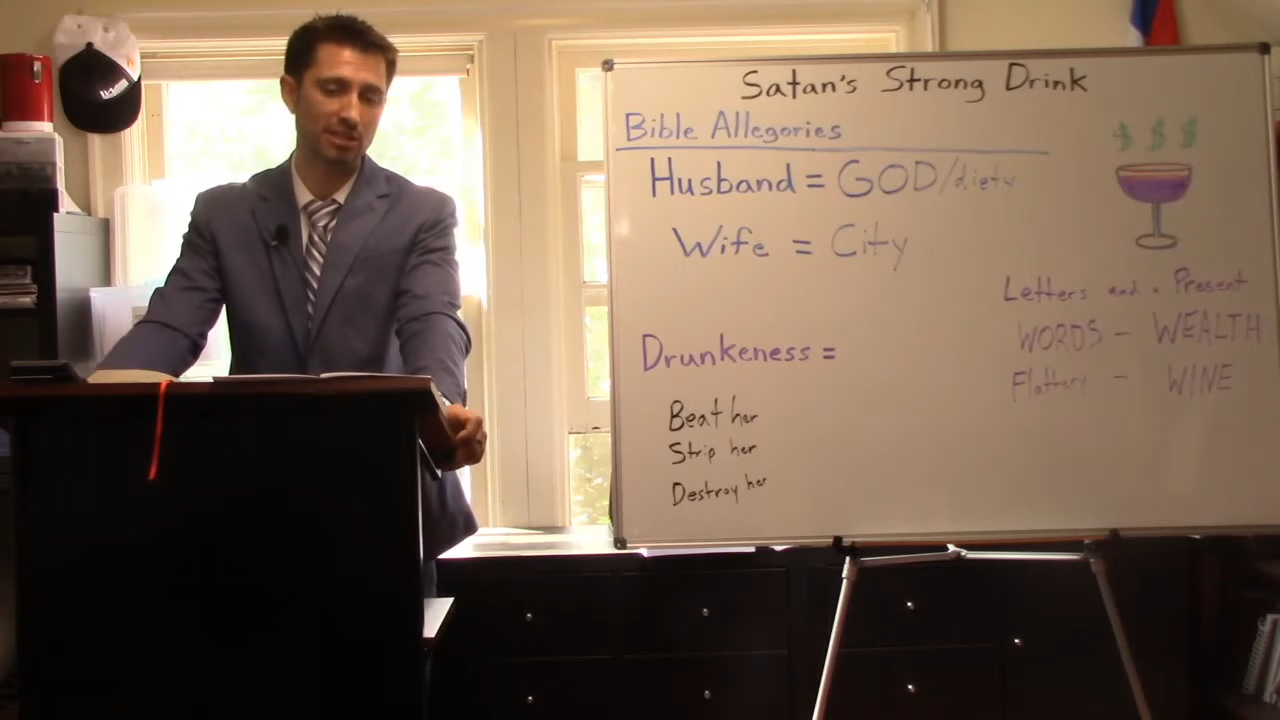 Satan's Strong Drink
Bible Allegories
Husband = GOD/diety
Wife = City
$ $ $
Letters and a Present
WORDS - WEALTH
Flattery - WINE
Drunkeness =
Beat her
Strip her
Destroy her